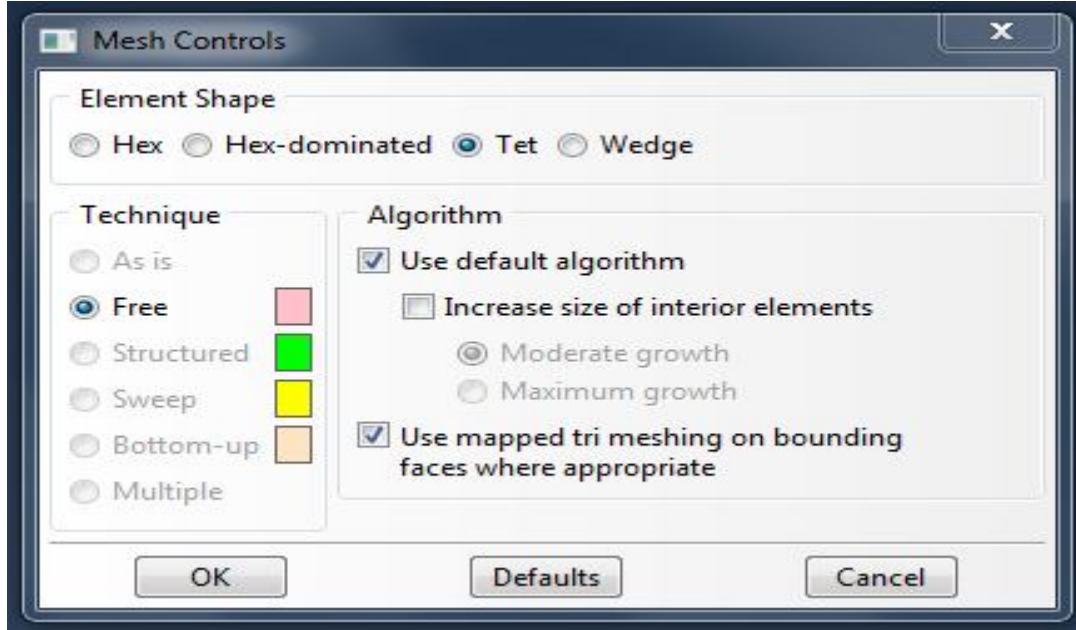 Mesh Controls
Element Shape
Hex Hex-dominated Tet Wedge
Technique
As is
Free
Structured
Sweep
Bottom-up
Multiple
Algorithm
Use default algorithm
Increase size of interior elements
Moderate growth
Maximum growth
Use mapped tri meshing on bounding
faces where appropriate
OK Defaults Cancel